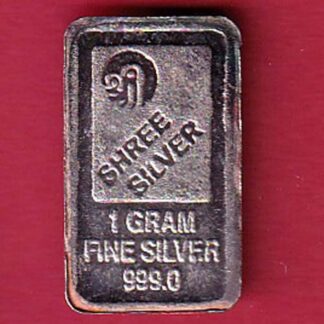 श्री
SHREE
SILVER
1 GRAM
FINE SILVER
999.0